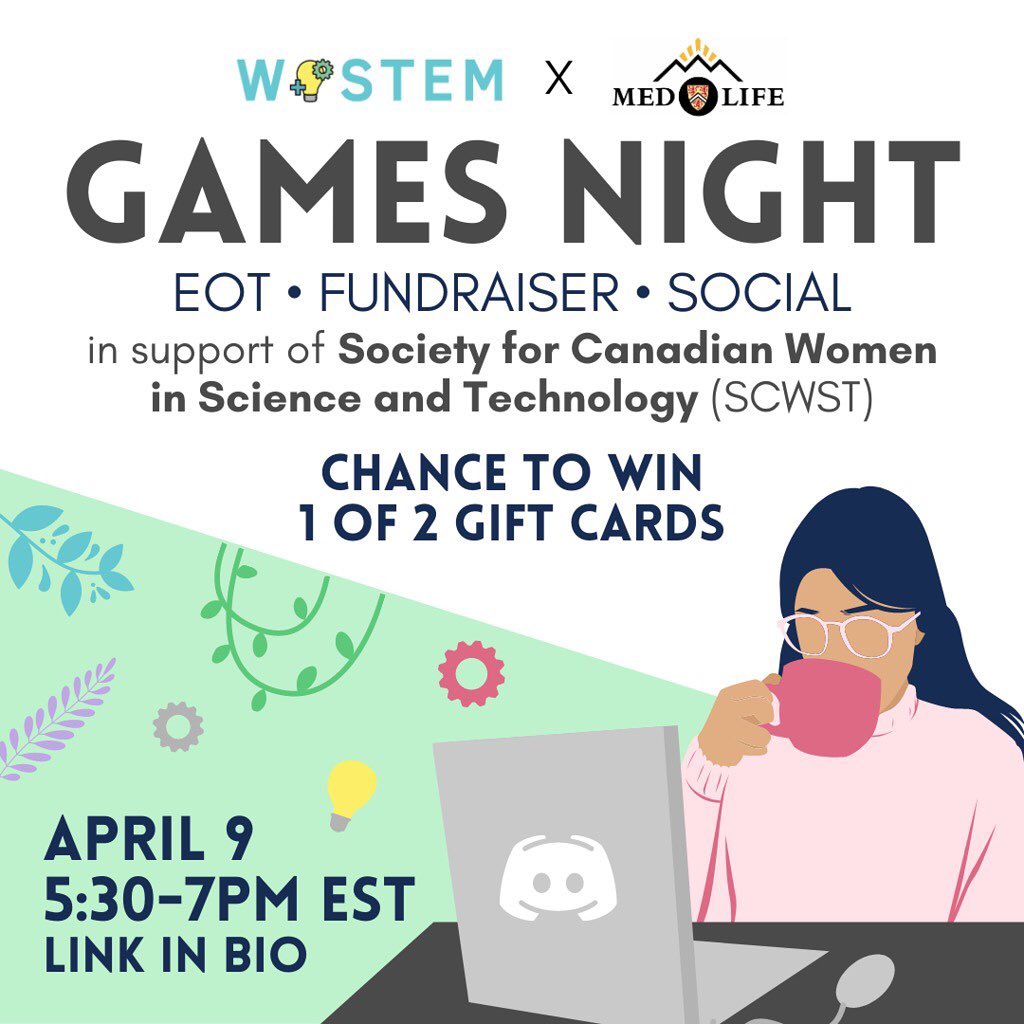 W STEM X MED LIFE
GAMES NIGHT
EOT • FUNDRAISER • SOCIAL
in support of Society for Canadian Women
in Science and Technology (SCWST)
CHANCE TO WIN
1 OF 2 GIFT CARDS
APRIL 9
5:30-7PM EST
LINK IN BIO